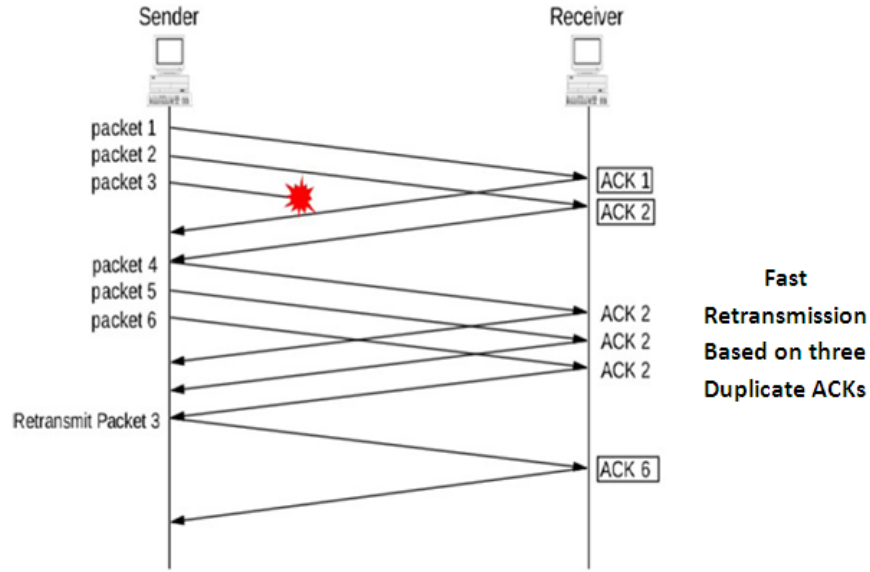 Sender
Receiver
packet 1
packet 2
packet 3
ACK 1
ACK 2
packet 4
packet 5
packet 6
ACK 2
ACK 2
ACK 2
Fast
Retransmission
Based on three
Duplicate ACKs
Retransmit Packet 3
ACK 6